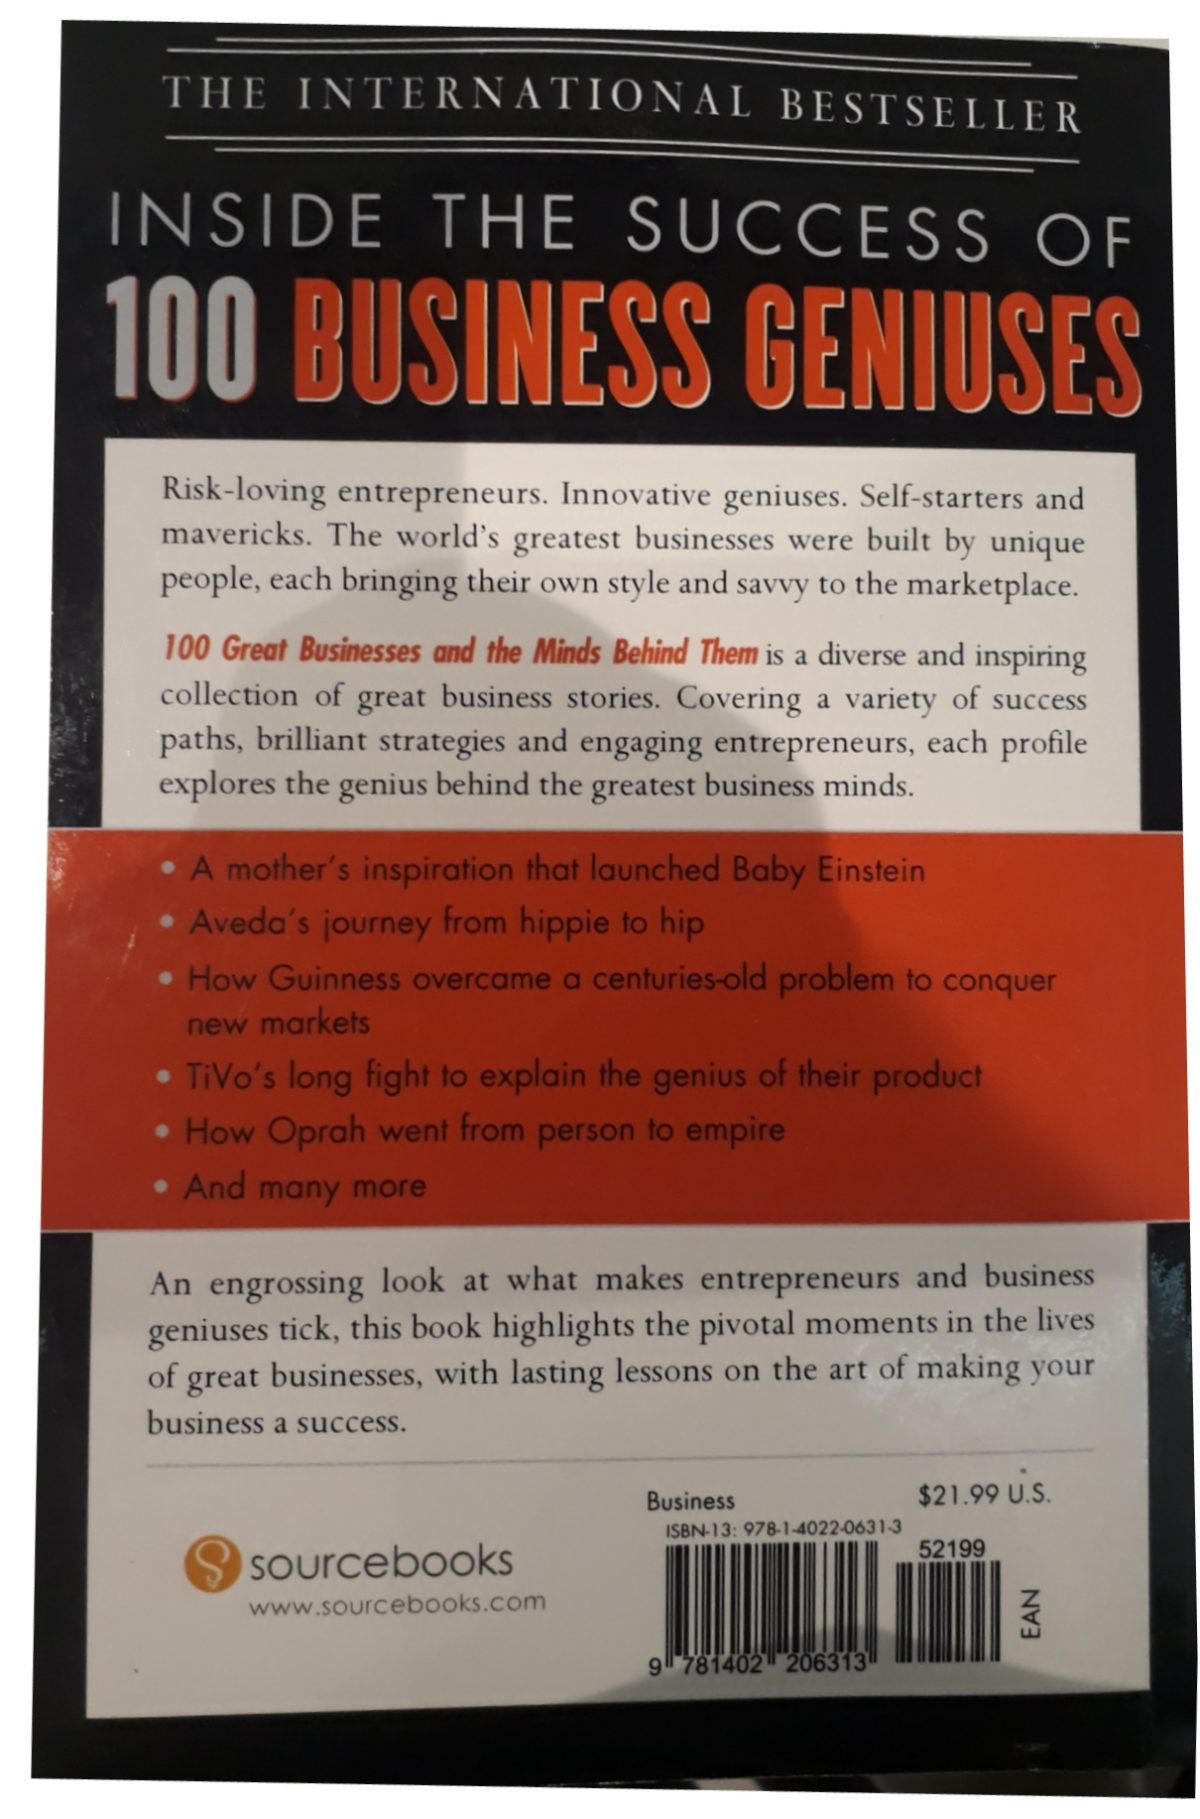 THE INTERNATIONAL BESTSELLER
INSIDE THE SUCCESS OF
100 BUSINESS GENIUSES
Risk-loving entrepreneurs. Innovative geniuses. Self-starters and
mavericks. The world's greatest businesses were built by unique
people, each bringing their own style and savvy to the marketplace.
100 Great Businesses and the Minds Behind Them is a diverse and inspiring
collection of great business stories. Covering a variety of success
paths, brilliant strategies and engaging entrepreneurs, each profile
explores the genius behind the greatest business minds.
• A mother's inspiration that launched Baby Einstein
• Aveda's journey from hippie to hip
• How Guinness overcame a centuries-old problem to conquer
new markets
• TiVo's long fight to explain the genius of their product
• How Oprah went from person to empire
• And many more
An engrossing look at what makes entrepreneurs and business
geniuses tick, this book highlights the pivotal moments in the lives
of great businesses, with lasting lessons on the art of making your
business a success.
sourcebooks
www.sourcebooks.com
Business
$21.99 U.S.
ISBN-13: 978-1-4022-0631-3
52199
EAN
9 781402 206313